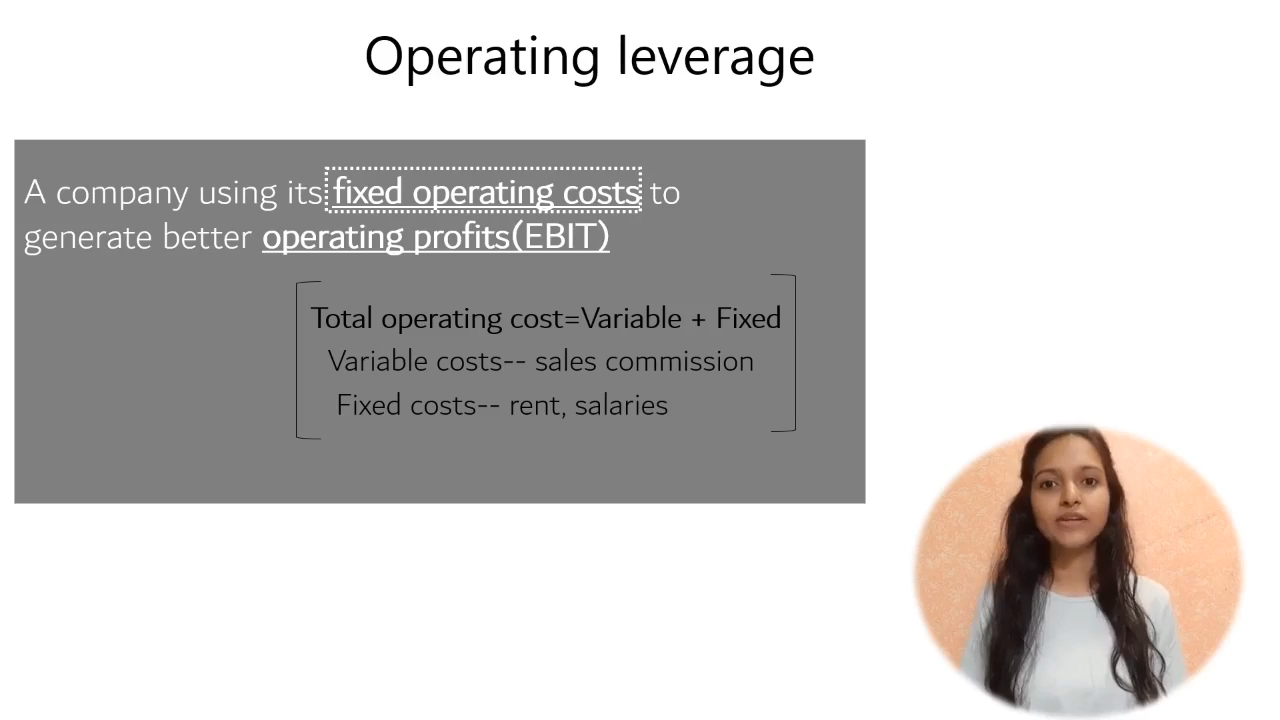 Operating leverage
A company using its fixed operating costs to
generate better operating profits(EBIT)
Total operating cost=Variable + Fixed
Variable costs-- sales commission
Fixed costs-- rent, salaries